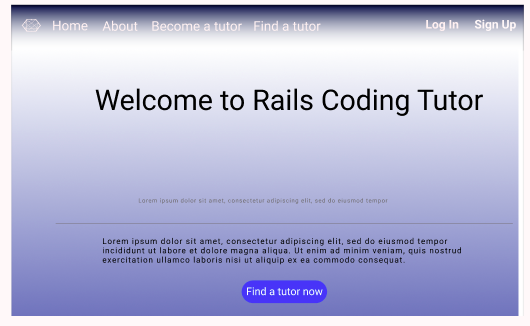 Home About Become a tutor Find a tutor Log In Sign Up
Welcome to Rails Coding Tutor
Lorem ipsum dolor sit amet, consectetur adipiscing elit, sed do eiusmod tempor
Lorem ipsum dolor sit amet, consectetur adipiscing elit, sed do eiusmod tempor
incididunt ut labore et dolore magna aliqua. Ut enim ad minim veniam, quis nostrud
exercitation ullamco laboris nisi ut aliquip ex ea commodo consequat.
Find a tutor now